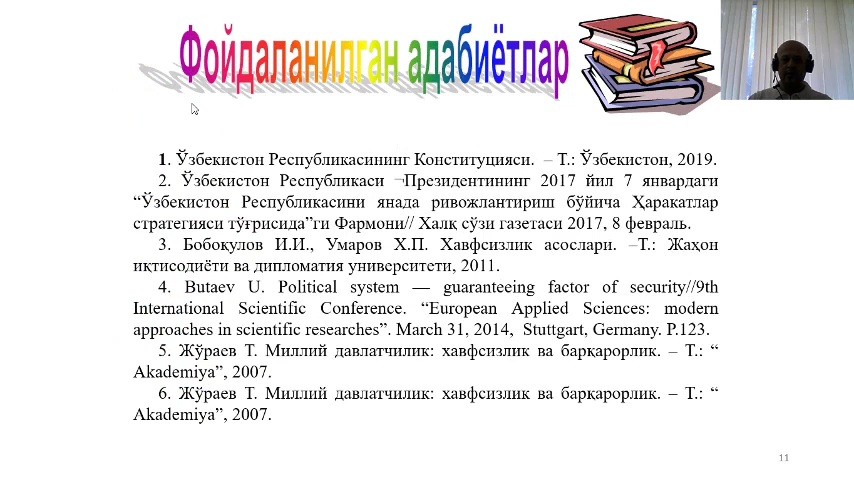 Фойдаланилган адабиётлар
1. Ўзбекистон Республикасининг Конституцияси. – Т.: Ўзбекистон, 2019.
2. Ўзбекистон Республикаси ¬Президентининг 2017 йил 7 январдаги
“Ўзбекистон Республикасини янада ривожлантириш бўйича Ҳаракатлар
стратегияси тўғрисида”ги Фармони// Халқ сўзи газетаси 2017, 8 февраль.
3. Бобоқулов И.И., Умаров Х.П. Хавфсизлик асослари. –Т.: Жаҳон
иқтисодиёти ва дипломатия университети, 2011.
4. Butaev U. Political system — guaranteeing factor of security//9th
International Scientific Conference. “European Applied Sciences: modern
approaches in scientific researches”. March 31, 2014, Stuttgart, Germany. P.123.
5. Жўраев Т. Миллий давлатчилик: хавфсизлик ва барқарорлик. – Т.: “
Akademiya”, 2007.
6. Жўраев Т. Миллий давлатчилик: хавфсизлик ва барқарорлик. – Т.: “
Akademiya”, 2007.
11